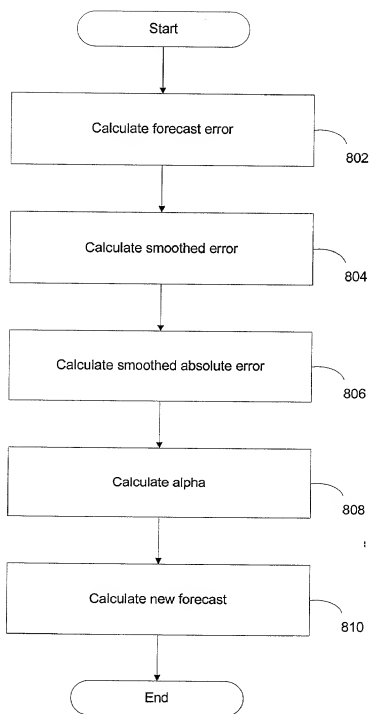 Start
Calculate forecast error
802
Calculate smoothed error
804
Calculate smoothed absolute error
806
Calculate alpha
808
Calculate new forecast
810
End